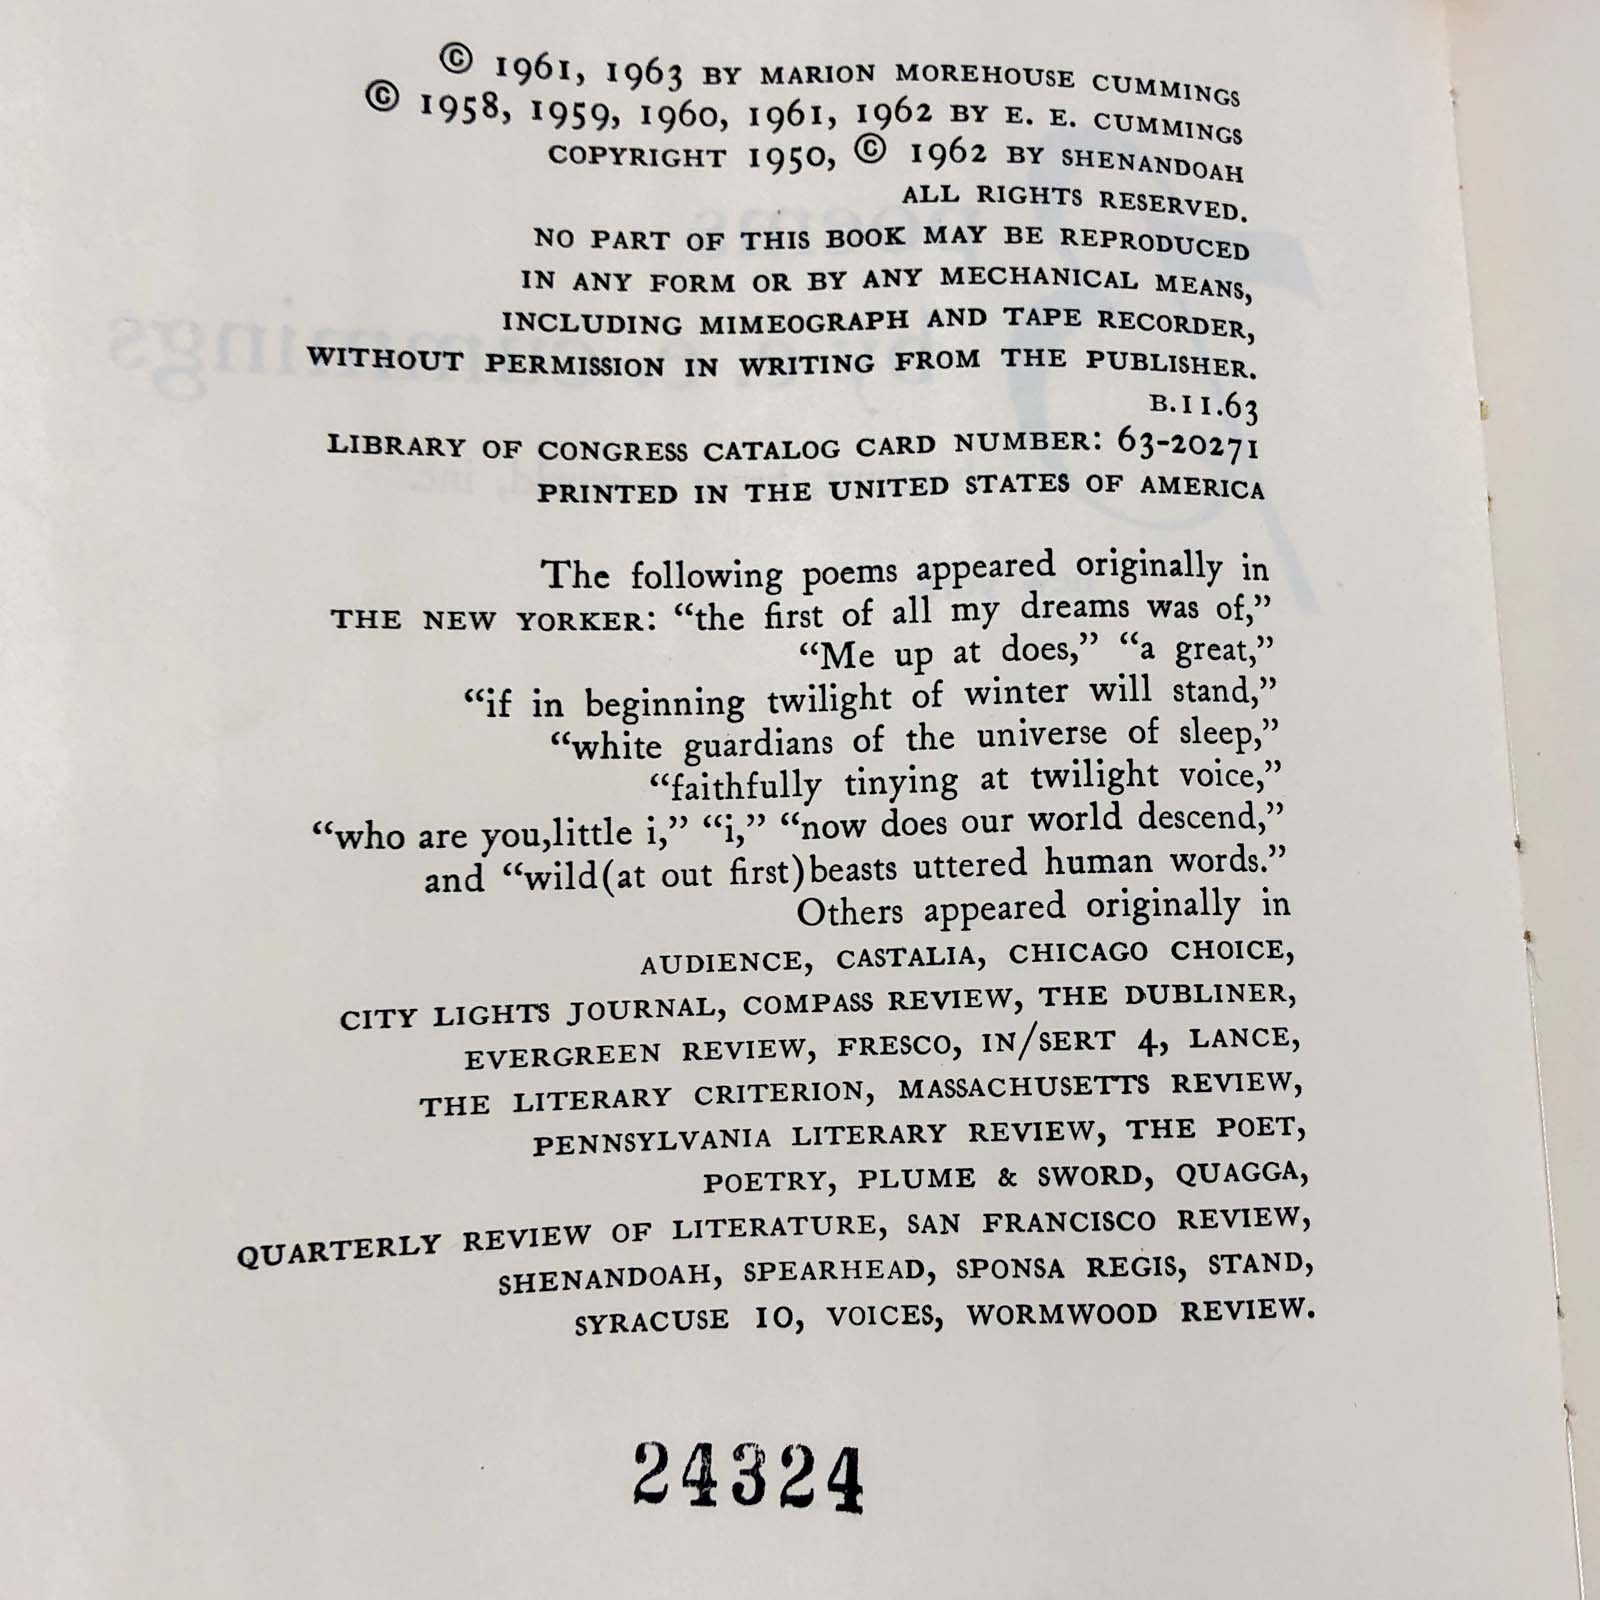 © 1961, 1963 BY MARION MOREHOUSE CUMMINGS
© 1958, 1959, 1960, 1961, 1962 BY E. E. CUMMINGS
COPYRIGHT 1950, © 1962 BY SHENANDOAH
ALL RIGHTS RESERVED.
NO PART OF THIS BOOK MAY BE REPRODUCED
IN ANY FORM OR BY ANY MECHANICAL MEANS,
INCLUDING MIMEOGRAPH AND TAPE RECORDER,
WITHOUT PERMISSION IN WRITING FROM THE PUBLISHER.
B.11.63
LIBRARY OF CONGRESS CATALOG CARD NUMBER: 63-20271
PRINTED IN THE UNITED STATES OF AMERICA
The following poems appeared originally in
THE NEW YORKER: “the first of all my dreams was of,”
“Me up at does,” “a great,”
“if in beginning twilight of winter will stand,”
“white guardians of the universe of sleep,”
“faithfully tinying at twilight voice,”
“who are you,little i,” “i,” “now does our world descend,”
and “wild(at our first)beasts uttered human words.”
Others appeared originally in
AUDIENCE, CASTALIA, CHICAGO CHOICE,
CITY LIGHTS JOURNAL, COMPASS REVIEW, THE DUBLINER,
EVERGREEN REVIEW, FRESCO, IN/SERT 4, LANCE,
THE LITERARY CRITERION, MASSACHUSETTS REVIEW,
PENNSYLVANIA LITERARY REVIEW, THE POET,
POETRY, PLUME & SWORD, QUAGGA,
QUARTERLY REVIEW OF LITERATURE, SAN FRANCISCO REVIEW,
SHENANDOAH, SPEARHEAD, SPONSA REGIS, STAND,
SYRACUSE 10, VOICES, WORMWOOD REVIEW.
24324